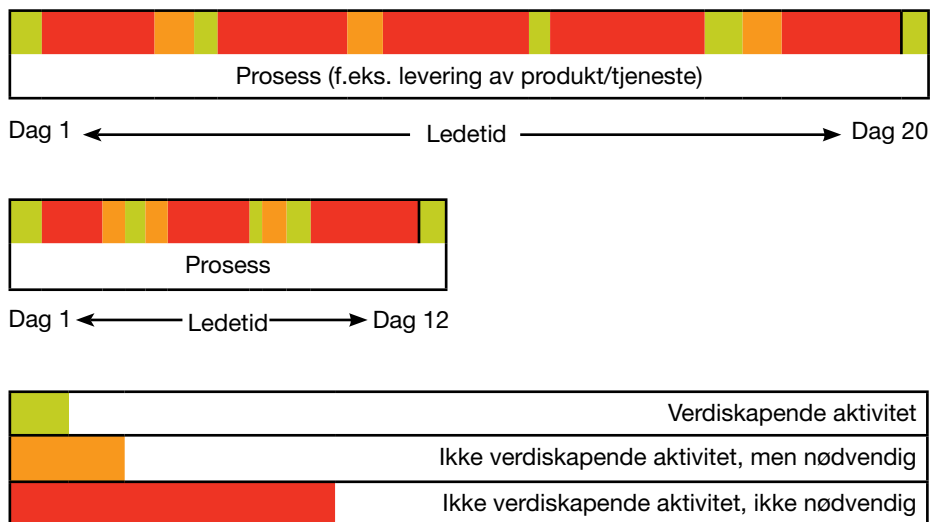 Prosess (f.eks. levering av produkt/tjeneste)
Dag 1 Ledetid Dag 20
Prosess
Dag 1 Ledetid Dag 12
Verdiskapende aktivitet
Ikke verdiskapende aktivitet, men nødvendig
Ikke verdiskapende aktivitet, ikke nødvendig